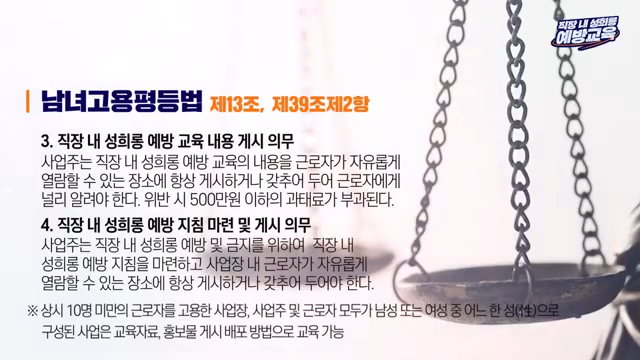 직장 내 성희롱
예방교육
남녀고용평등법 제13조, 제39조제2항
3. 직장 내 성희롱 예방 교육 내용 게시 의무
사업주는 직장 내 성희롱 예방 교육의 내용을 근로자가 자유롭게
열람할 수 있는 장소에 항상 게시하거나 갖추어 두어 근로자에게
널리 알려야 한다. 위반 시 500만원 이하의 과태료가 부과된다.
4. 직장 내 성희롱 예방 지침 마련 및 게시 의무
사업주는 직장 내 성희롱 예방 및 금지를 위하여 직장 내
성희롱 예방 지침을 마련하고 사업장 내 근로자가 자유롭게
열람할 수 있는 장소에 항상 게시하거나 갖추어 두어야 한다.
※ 상시 10명 미만의 근로자를 고용한 사업장, 사업주 및 근로자 모두가 남성 또는 여성 중 어느 한 성(性)으로
구성된 사업은 교육자료, 홍보물 게시 배포 방법으로 교육 가능